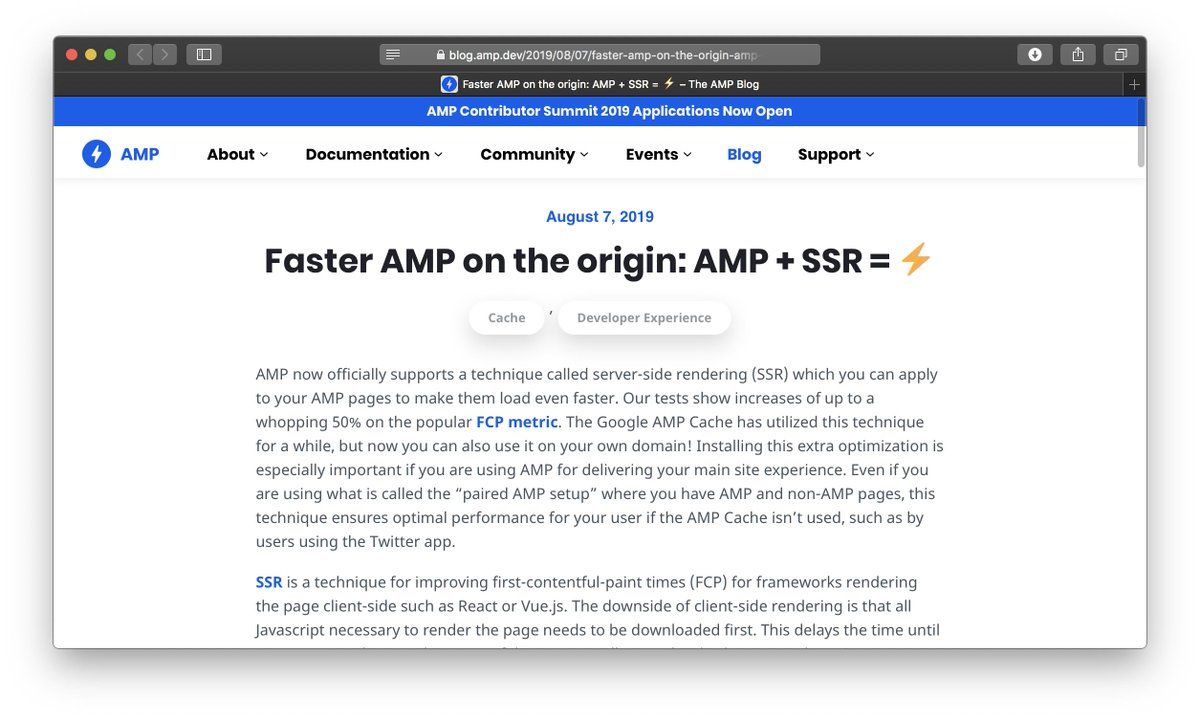 blog.amp.dev/2019/08/07/faster-amp-on-the-origin-amp-
Faster AMP on the origin: AMP + SSR = ⚡ – The AMP Blog
AMP Contributor Summit 2019 Applications Now Open
AMP About Documentation Community Events Blog Support
August 7, 2019
Faster AMP on the origin: AMP + SSR = ⚡
Cache , Developer Experience
AMP now officially supports a technique called server-side rendering (SSR) which you can apply
to your AMP pages to make them load even faster. Our tests show increases of up to a
whopping 50% on the popular FCP metric. The Google AMP Cache has utilized this technique
for a while, but now you can also use it on your own domain! Installing this extra optimization is
especially important if you are using AMP for delivering your main site experience. Even if you
are using what is called the “paired AMP setup” where you have AMP and non-AMP pages, this
technique ensures optimal performance for your user if the AMP Cache isn’t used, such as by
users using the Twitter app.
SSR is a technique for improving first-contentful-paint times (FCP) for frameworks rendering
the page client-side such as React or Vue.js. The downside of client-side rendering is that all
Javascript necessary to render the page needs to be downloaded first. This delays the time until